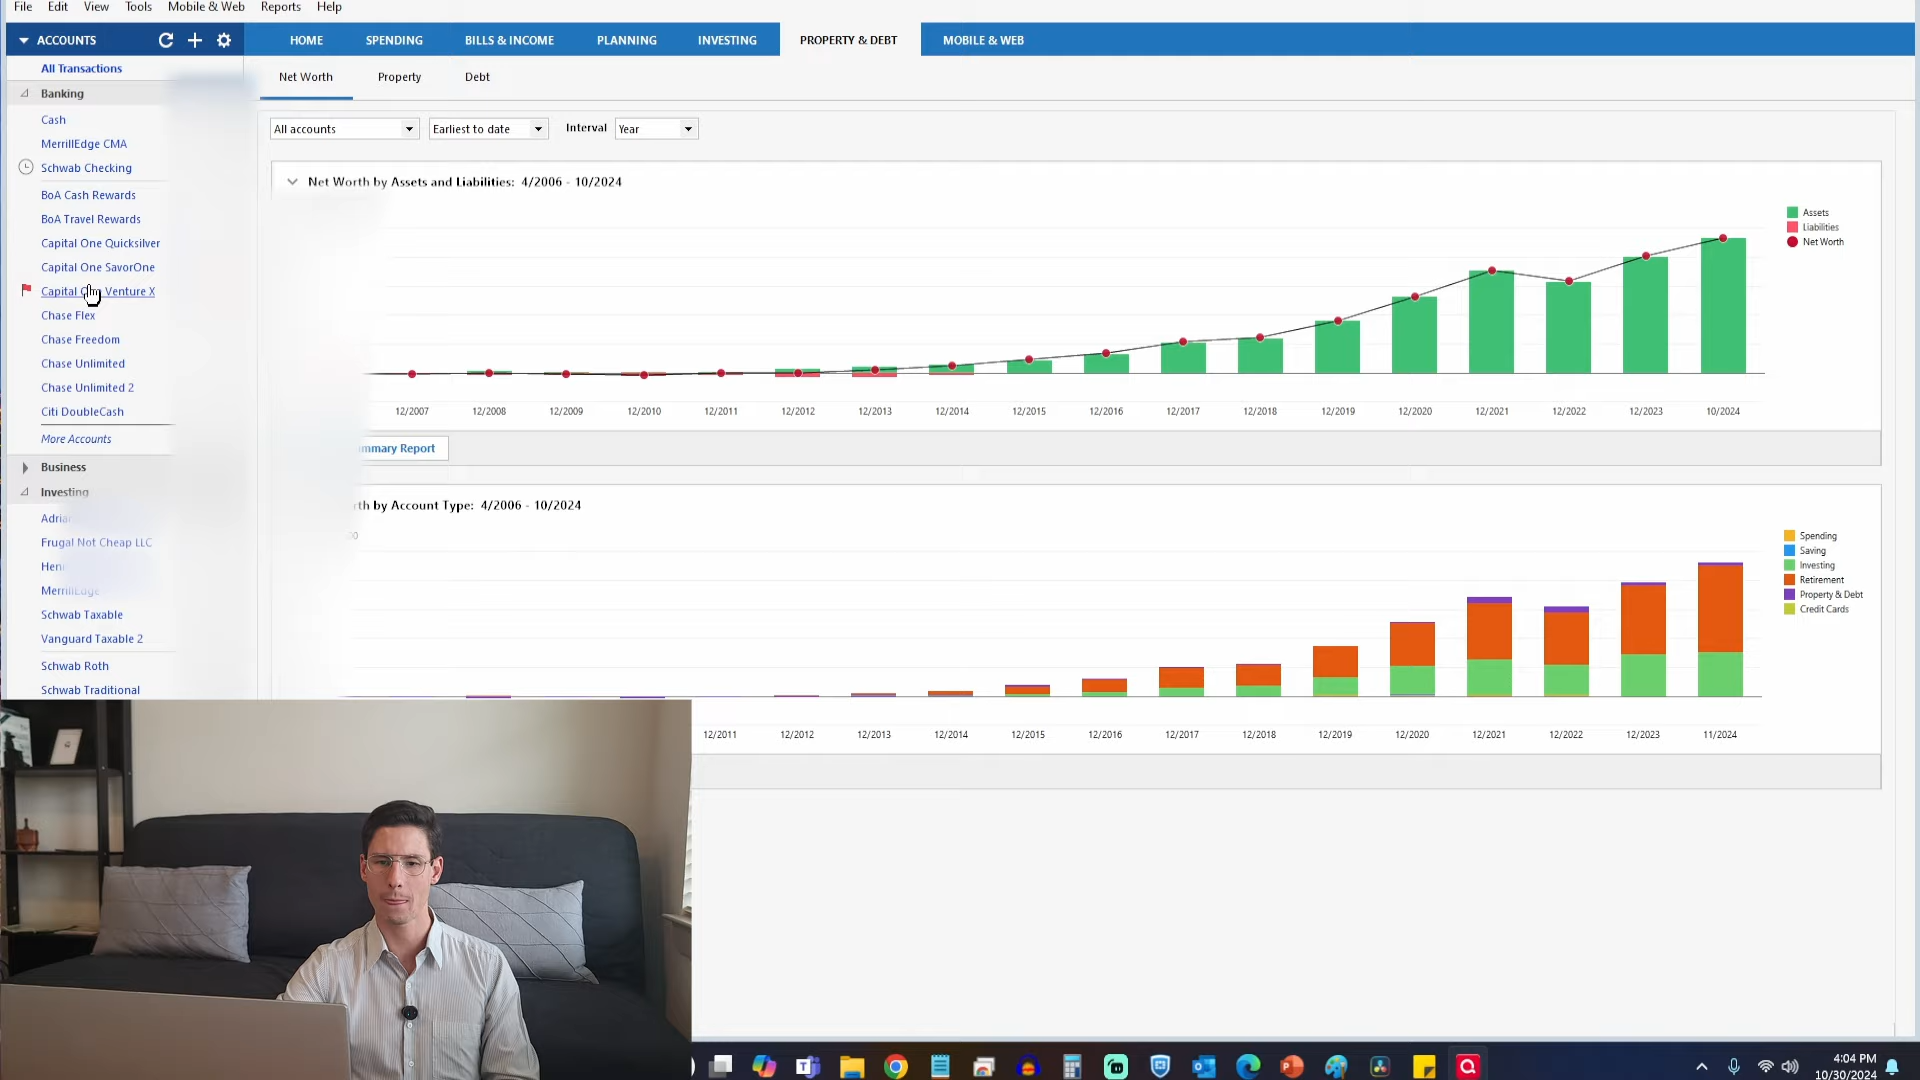 File Edit View Tools Mobile & Web Reports Help
ACCOUNTS
HOME SPENDING BILLS & INCOME PLANNING INVESTING PROPERTY & DEBT MOBILE & WEB
All Transactions
Net Worth Property Debt
Banking
Cash
MerrillEdge CMA
Schwab Checking
BoA Cash Rewards
BoA Travel Rewards
Capital One Quicksilver
Capital One SavorOne
Capital Venture X
Chase Flex
Chase Freedom
Chase Unlimited
Chase Unlimited 2
Citi DoubleCash
More Accounts
Business
Investing
Frugal Not Cheap LLC
MerrillEdge
Schwab Taxable
Vanguard Taxable 2
Schwab Roth
Schwab Traditional
All accounts Earliest to date Interval Year
Net Worth by Assets and Liabilities: 4/2006 - 10/2024
Assets
Liabilities
Net Worth
12/2007 12/2008 12/2009 12/2010 12/2011 12/2012 12/2013 12/2014 12/2015 12/2016 12/2017 12/2018 12/2019 12/2020 12/2021 12/2022 12/2023 10/2024
mmary Report
rth by Account Type: 4/2006 - 10/2024
00
Spending
Saving
Investing
Retirement
Property & Debt
Credit Cards
12/2011 12/2012 12/2013 12/2014 12/2015 12/2016 12/2017 12/2018 12/2019 12/2020 12/2021 12/2022 12/2023 11/2024
4:04 PM
10/30/2024